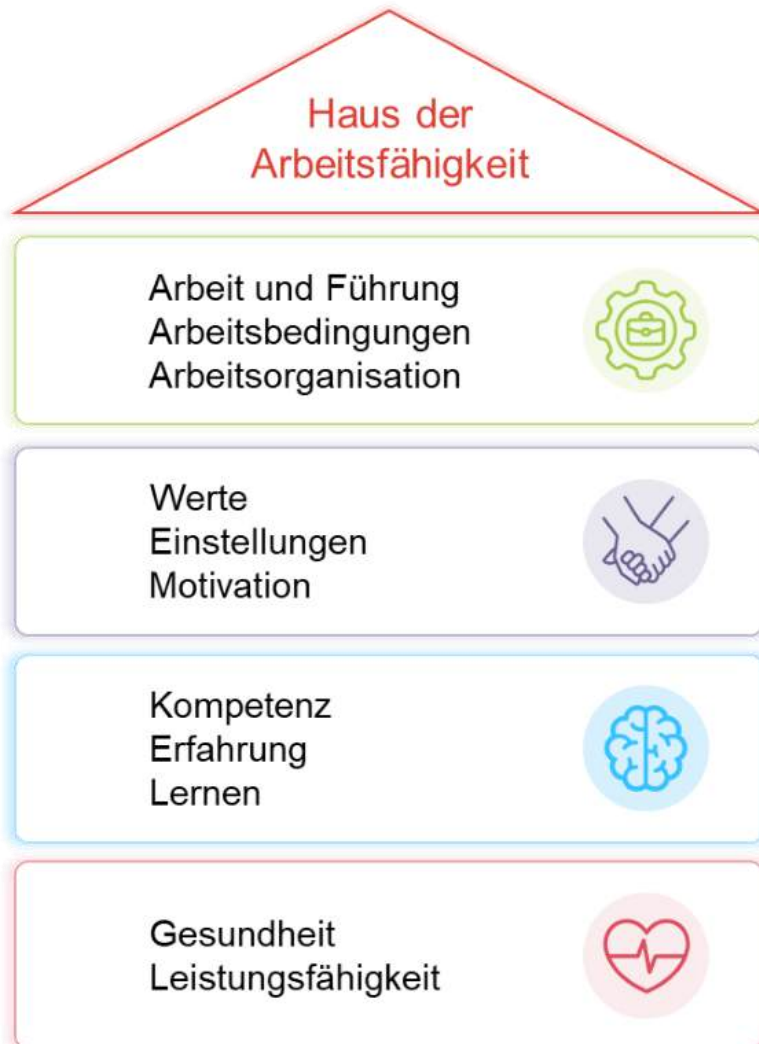 Haus der
Arbeitsfähigkeit
Arbeit und Führung
Arbeitsbedingungen
Arbeitsorganisation
Werte
Einstellungen
Motivation
Kompetenz
Erfahrung
Lernen
Gesundheit
Leistungsfähigkeit